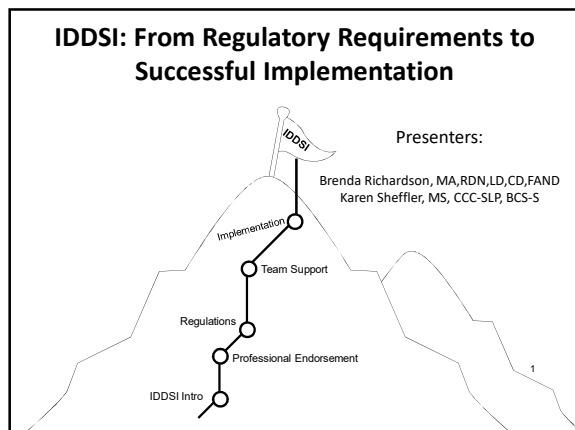 IDDSI: From Regulatory Requirements to
Successful Implementation
IDDSI
Presenters:
Brenda Richardson, MA,RDN,LD,CD,FAND
Karen Sheffler, MS, CCC-SLP, BCS-S
Implementation
Team Support
Regulations
Professional Endorsement
IDDSI Intro
1